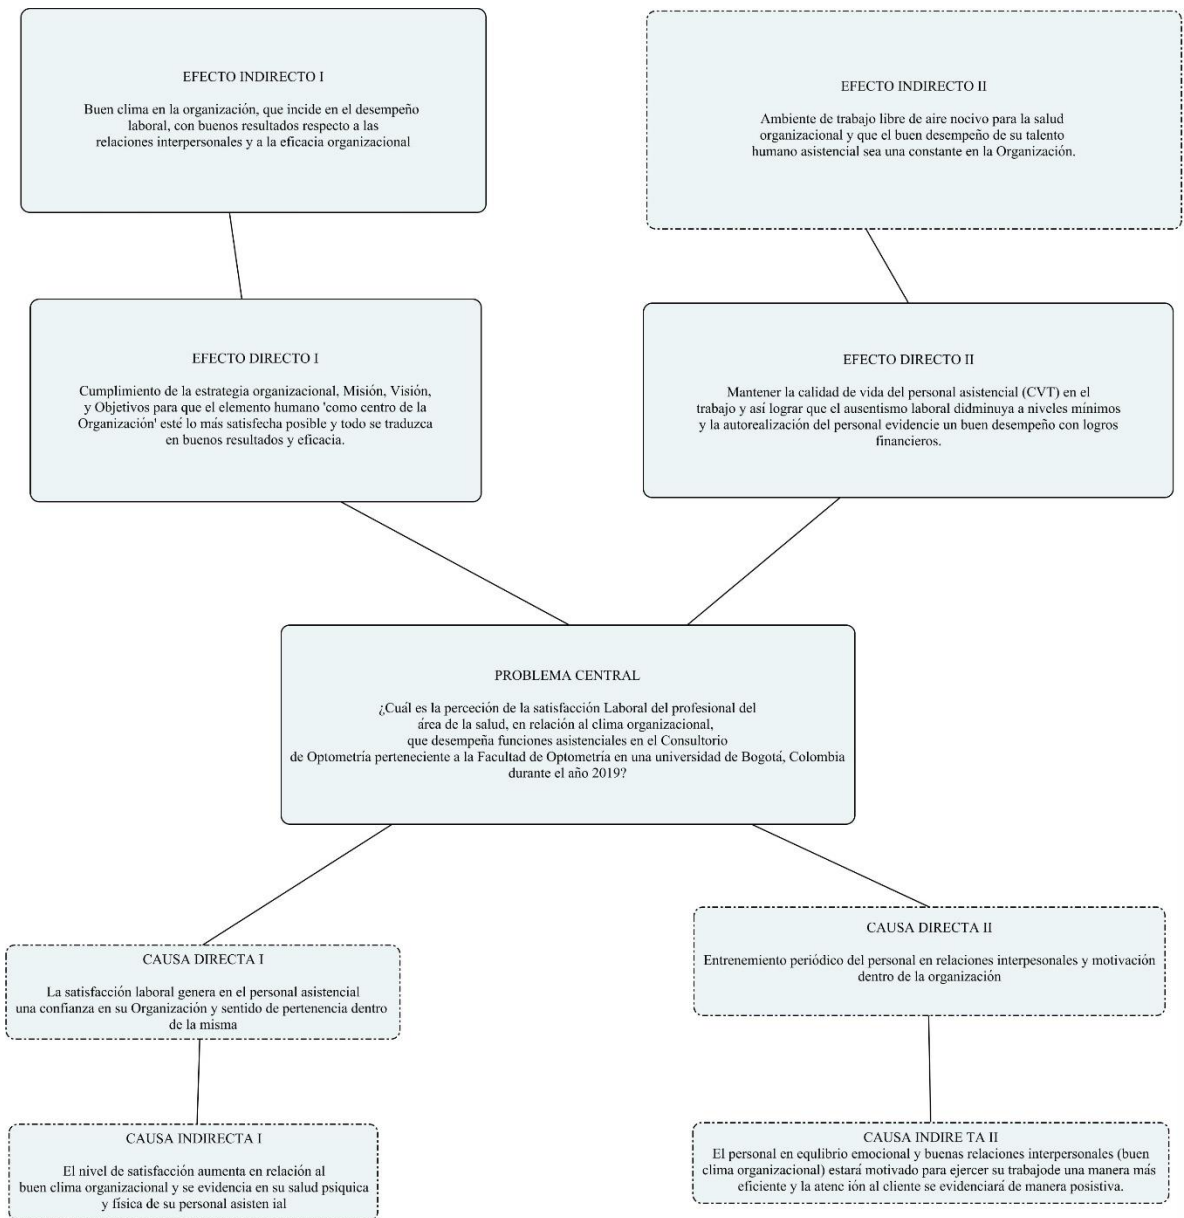 EFECTO INDIRECTO I
Buen clima en la organización, que incide en el desempeño
laboral, con buenos resultados respecto a las
relaciones interpersonales y a la eficacia organizacional
EFECTO INDIRECTO II
Ambiente de trabajo libre de aire nocivo para la salud
organizacional y que el buen desempeño de su talento
humano asistencial sea una constante en la Organización.
EFECTO DIRECTO I
Cumplimiento de la estrategia organizacional, Misión, Visión,
y Objetivos para que el elemento humano 'como centro de la
Organización' esté lo más satisfecha posible y todo se traduzca
en buenos resultados y eficacia.
EFECTO DIRECTO II
Mantener la calidad de vida del personal asistencial (CVT) en el
trabajo y así lograr que el ausentismo laboral didminuya a niveles mínimos
y la autorealización del personal evidencie un buen desempeño con logros
financieros.
PROBLEMA CENTRAL
¿Cuál es la perceción de la satisfacción Laboral del profesional del
área de la salud, en relación al clima organizacional,
que desempeña funciones asistenciales en el Consultorio
de Optometría perteneciente a la Facultad de Optometría en una universidad de Bogotá, Colombia
durante el año 2019?
CAUSA DIRECTA I
La satisfacción laboral genera en el personal asistencial
una confianza en su Organización y sentido de pertenencia dentro
de la misma
CAUSA DIRECTA II
Entrenemiento periódico del personal en relaciones interpesonales y motivación
dentro de la organización
CAUSA INDIRECTA I
El nivel de satisfacción aumenta en relación al
buen clima organizacional y se evidencia en su salud psiquica
y física de su personal asisten ial
CAUSA INDIRE TA II
El personal en equlibrio emocional y buenas relaciones interpersonales (buen
clima organizacional) estará motivado para ejercer su trabajode una manera más
eficiente y la atenc ión al cliente se evidenciará de manera posistiva.